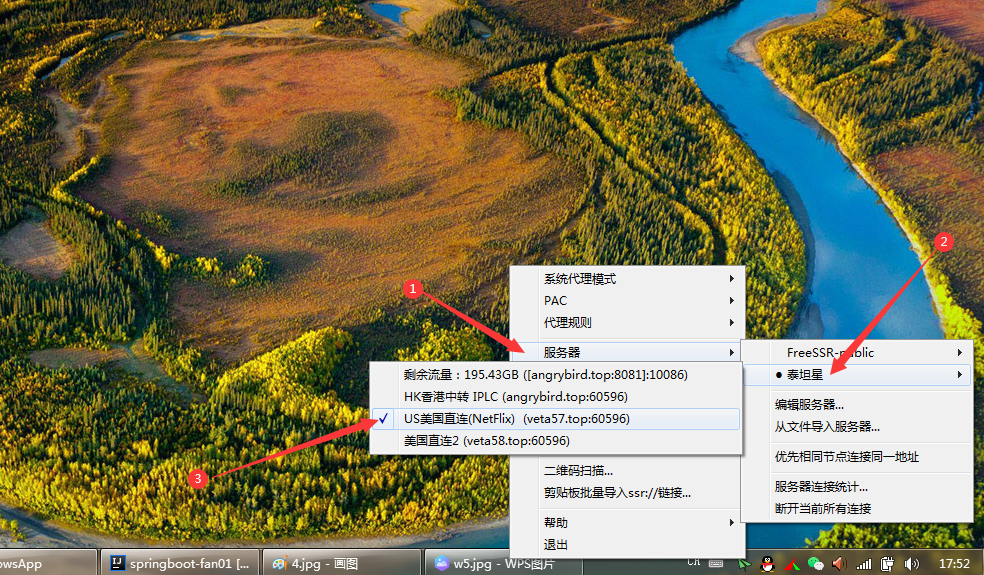 系统代理模式
PAC
代理规则
服务器
剩余流量：195.43GB ([angrybird.top:8081]:10086)
HK香港中转 IPLC (angrybird.top:60596)
US美国直连(NetFlix)  (veta57.top:60596)
美国直连2 (veta58.top:60596)
二维码扫描...
剪贴板批量导入ssr://链接...
帮助
退出
FreeSSR-public
泰坦星
编辑服务器...
从文件导入服务器...
优先相同节点连接同一地址
服务器连接统计...
断开当前所有连接
1
2
3
owsApp
springboot-fan01 [...
4.jpg - 画图
w5.jpg - WPS图片
CH
17:52